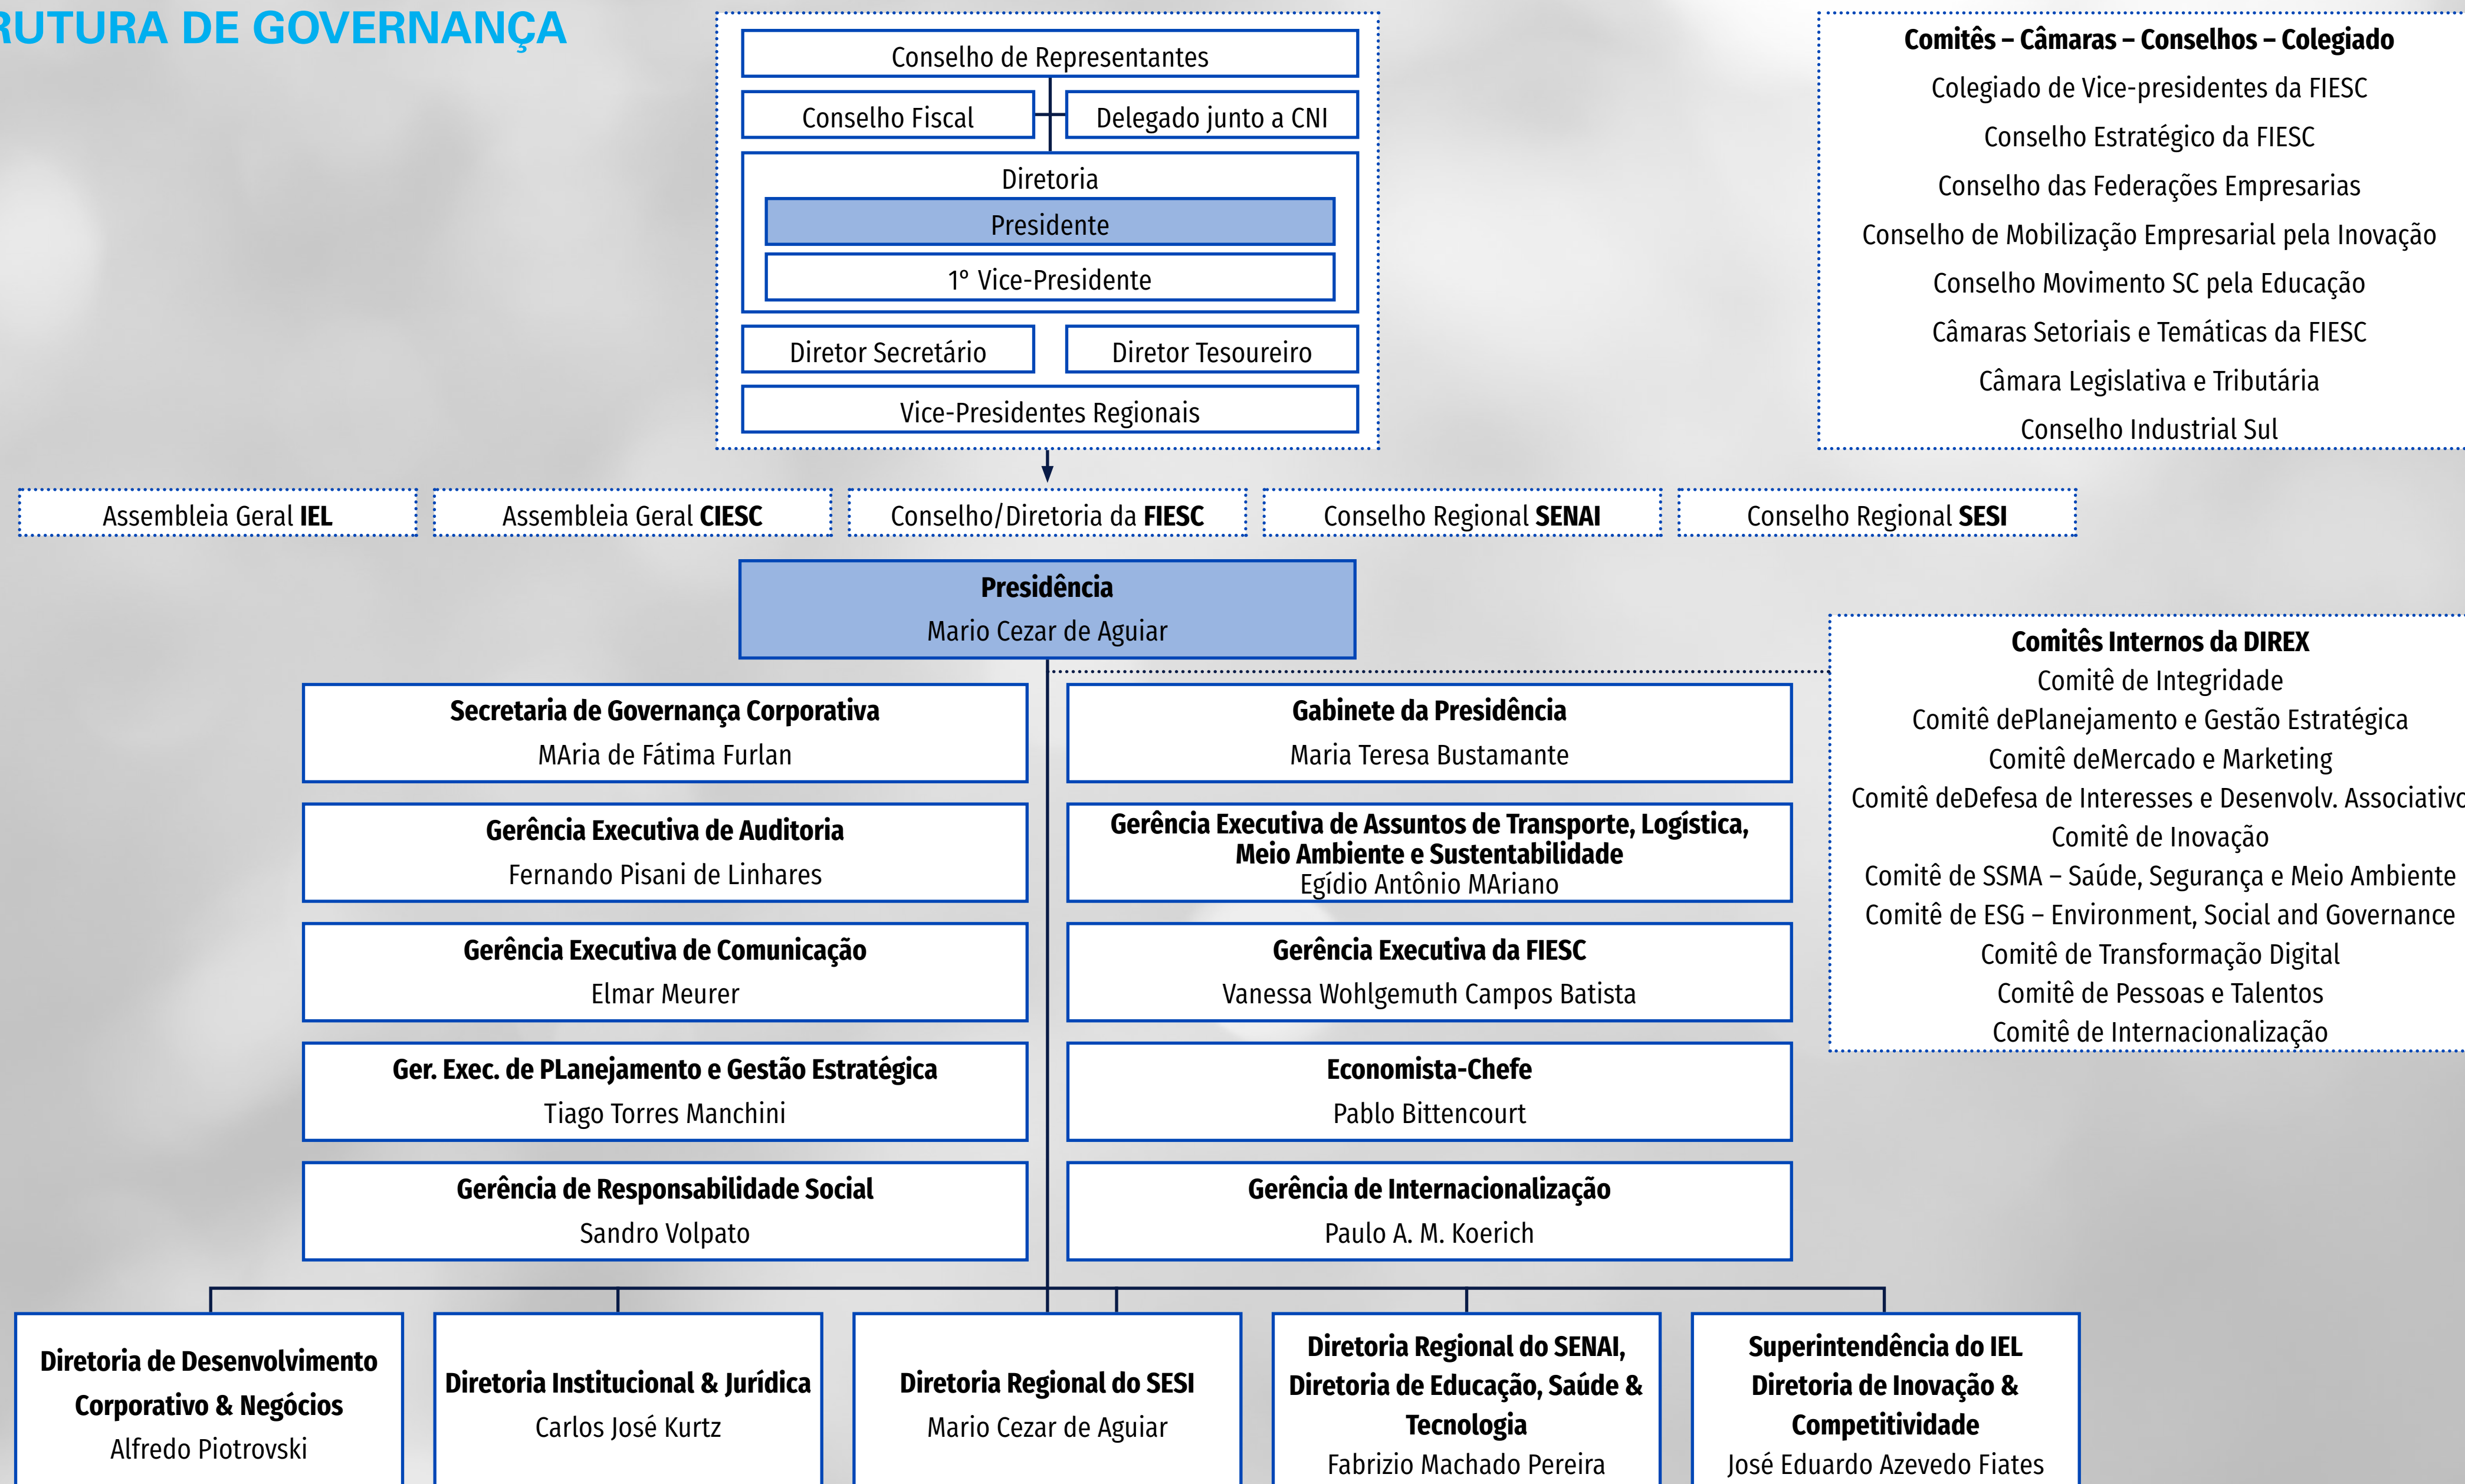 RUTURA DE GOVERNANÇA
Conselho de Representantes
Conselho Fiscal
Delegado junto a CNI
Diretoria
Presidente
1º Vice-Presidente
Diretor Secretário
Diretor Tesoureiro
Vice-Presidentes Regionais
Comitês – Câmaras – Conselhos – Colegiado
Colegiado de Vice-presidentes da FIESC
Conselho Estratégico da FIESC
Conselho das Federações Empresarias
Conselho de Mobilização Empresarial pela Inovação
Conselho Movimento SC pela Educação
Câmaras Setoriais e Temáticas da FIESC
Câmara Legislativa e Tributária
Conselho Industrial Sul
Assembleia Geral IEL
Assembleia Geral CIESC
Conselho/Diretoria da FIESC
Conselho Regional SENAI
Conselho Regional SESI
Presidência
Mario Cezar de Aguiar
Comitês Internos da DIREX
Comitê de Integridade
Comitê dePlanejamento e Gestão Estratégica
Comitê deMercado e Marketing
Comitê deDefesa de Interesses e Desenvolv. Associativo
Comitê de Inovação
Comitê de SSMA – Saúde, Segurança e Meio Ambiente
Comitê de ESG – Environment, Social and Governance
Comitê de Transformação Digital
Comitê de Pessoas e Talentos
Comitê de Internacionalização
Secretaria de Governança Corporativa
MAria de Fátima Furlan
Gabinete da Presidência
Maria Teresa Bustamante
Gerência Executiva de Auditoria
Fernando Pisani de Linhares
Gerência Executiva de Assuntos de Transporte, Logística,
Meio Ambiente e Sustentabilidade
Egídio Antônio MAriano
Gerência Executiva de Comunicação
Elmar Meurer
Gerência Executiva da FIESC
Vanessa Wohlgemuth Campos Batista
Ger. Exec. de PLanejamento e Gestão Estratégica
Tiago Torres Manchini
Economista-Chefe
Pablo Bittencourt
Gerência de Responsabilidade Social
Sandro Volpato
Gerência de Internacionalização
Paulo A. M. Koerich
Diretoria de Desenvolvimento
Corporativo & Negócios
Alfredo Piotrovski
Diretoria Institucional & Jurídica
Carlos José Kurtz
Diretoria Regional do SESI
Mario Cezar de Aguiar
Diretoria Regional do SENAI,
Diretoria de Educação, Saúde &
Tecnologia
Fabrizio Machado Pereira
Superintendência do IEL
Diretoria de Inovação &
Competitividade
José Eduardo Azevedo Fiates